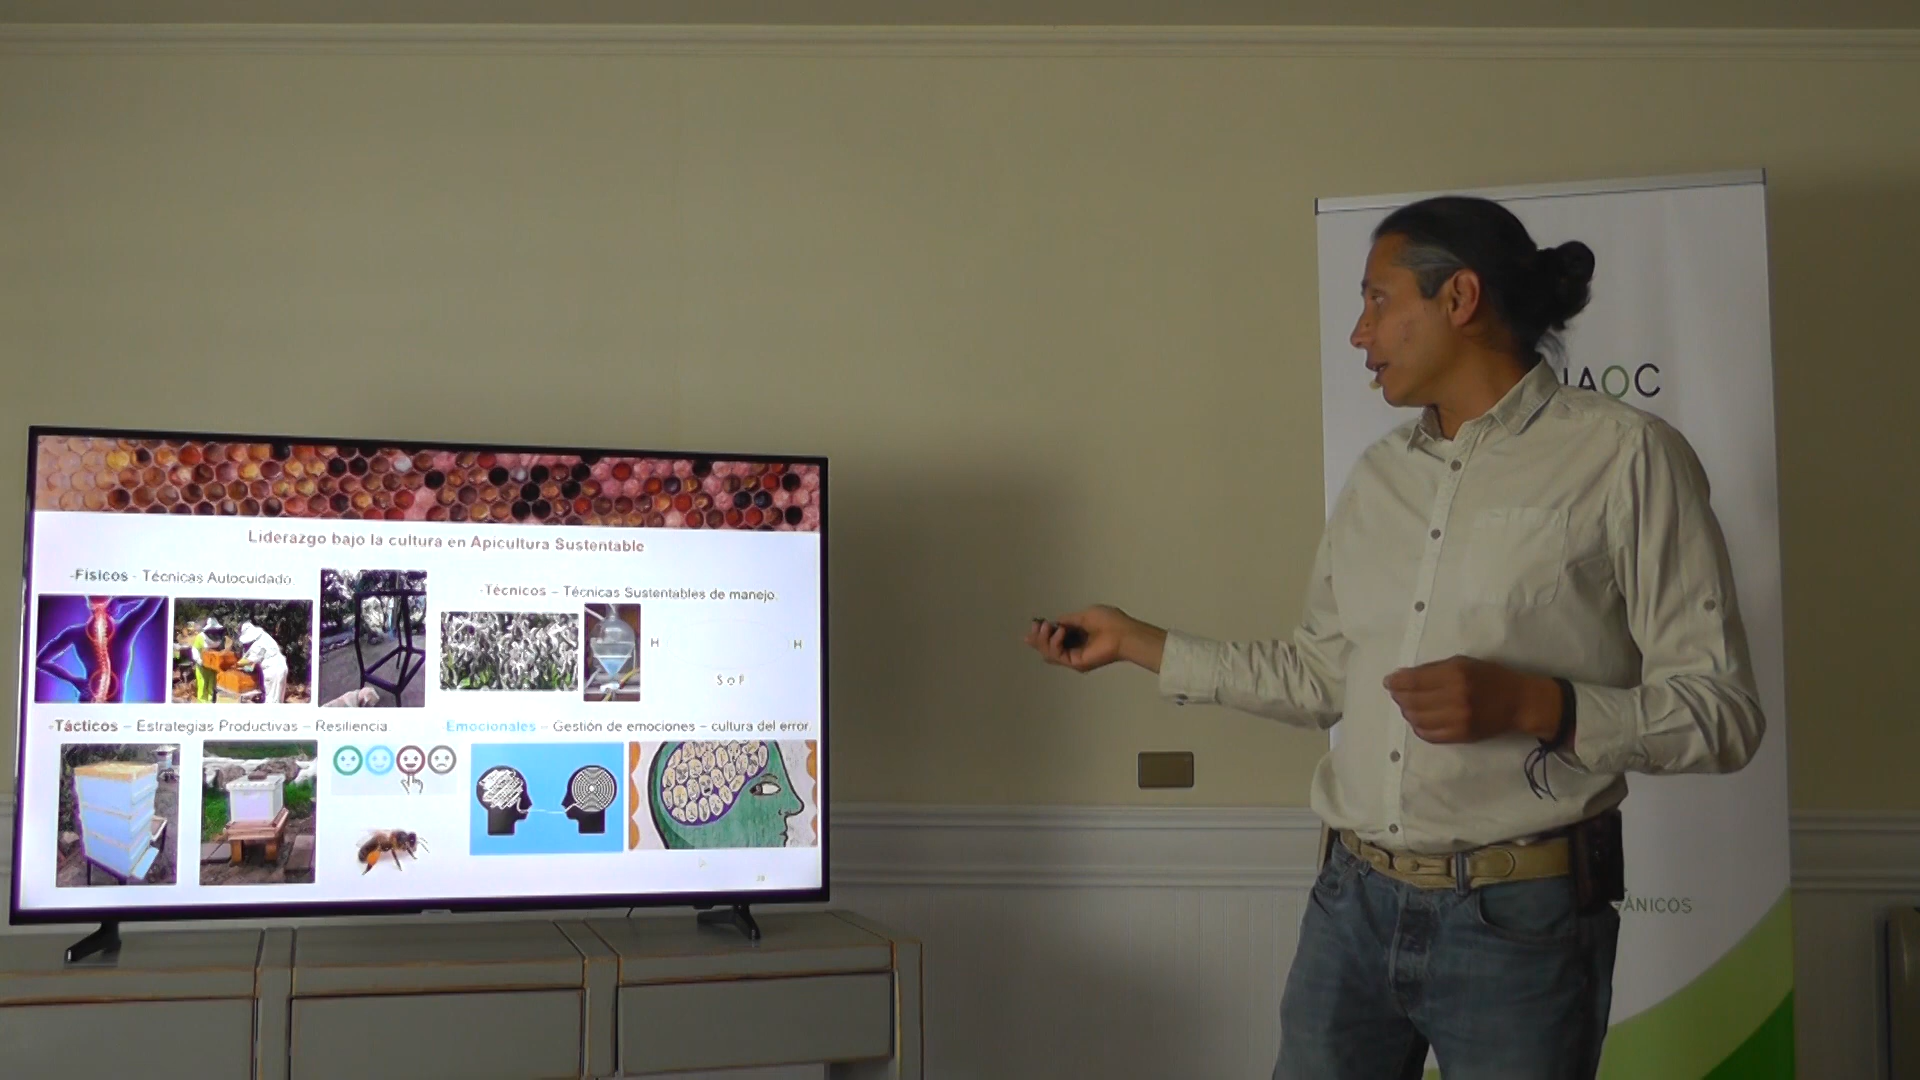 Liderazgo bajo la cultura en Apicultura Sustentable
-Físicos - Técnicas Autocuidado.
-Técnicos – Técnicas Sustentables de manejo.
H H
-Tácticos – Estrategias Productivas – Resiliencia.
Emocionales – Gestión de emociones – cultura del error.
AOC
GÁNICOS